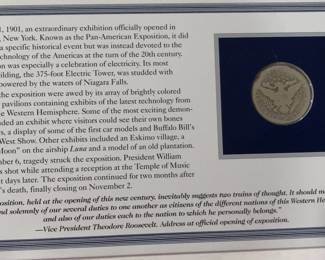 1, 1901, an extraordinary exhibition officially opened in
, New York. Known as the Pan-American Exposition, it did
a specific historical event but was instead devoted to the
echnology of the Americas at the turn of the 20th century.
on was especially a celebration of electricity. Its most
uilding, the 375-foot Electric Tower, was studded with
powered by the waters of Niagara Falls.
the exposition were awed by its array of brightly colored
pavilions containing exhibits of the latest technology from
e Western Hemisphere. Some of the most exciting demon-
ded an exhibit where visitors could see their own bones
s, a display of some of the first car models and Buffalo Bill's
West Show. Other exhibits included an Eskimo village, a
Moon" on the airship Luna and a model of an old plantation.
mber 6, tragedy struck the exposition. President William
s shot while attending a reception at the Temple of Music
ays later. The exposition continued for two months after
's death, finally closing on November 2.
osition, held at the opening of this new century, inevitably suggests two trains of thought. It should m
nd solemnly of our several duties to one another as citizens of the different nations of this Western He
and also of our duties each to the nation to which he personally belongs."
—Vice President Theodore Roosevelt. Address at official opening of exposition.